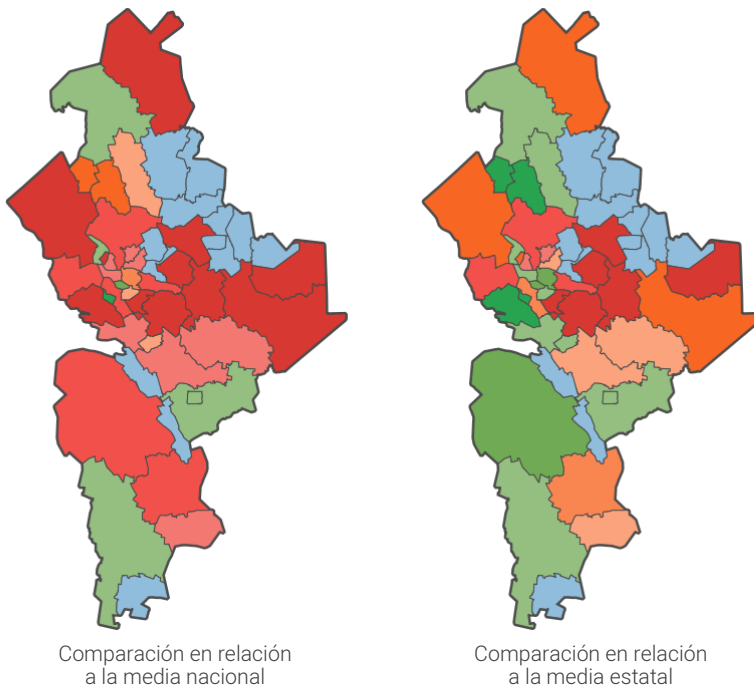 Comparación en relación
a la media nacional
Comparación en relación
a la media estatal